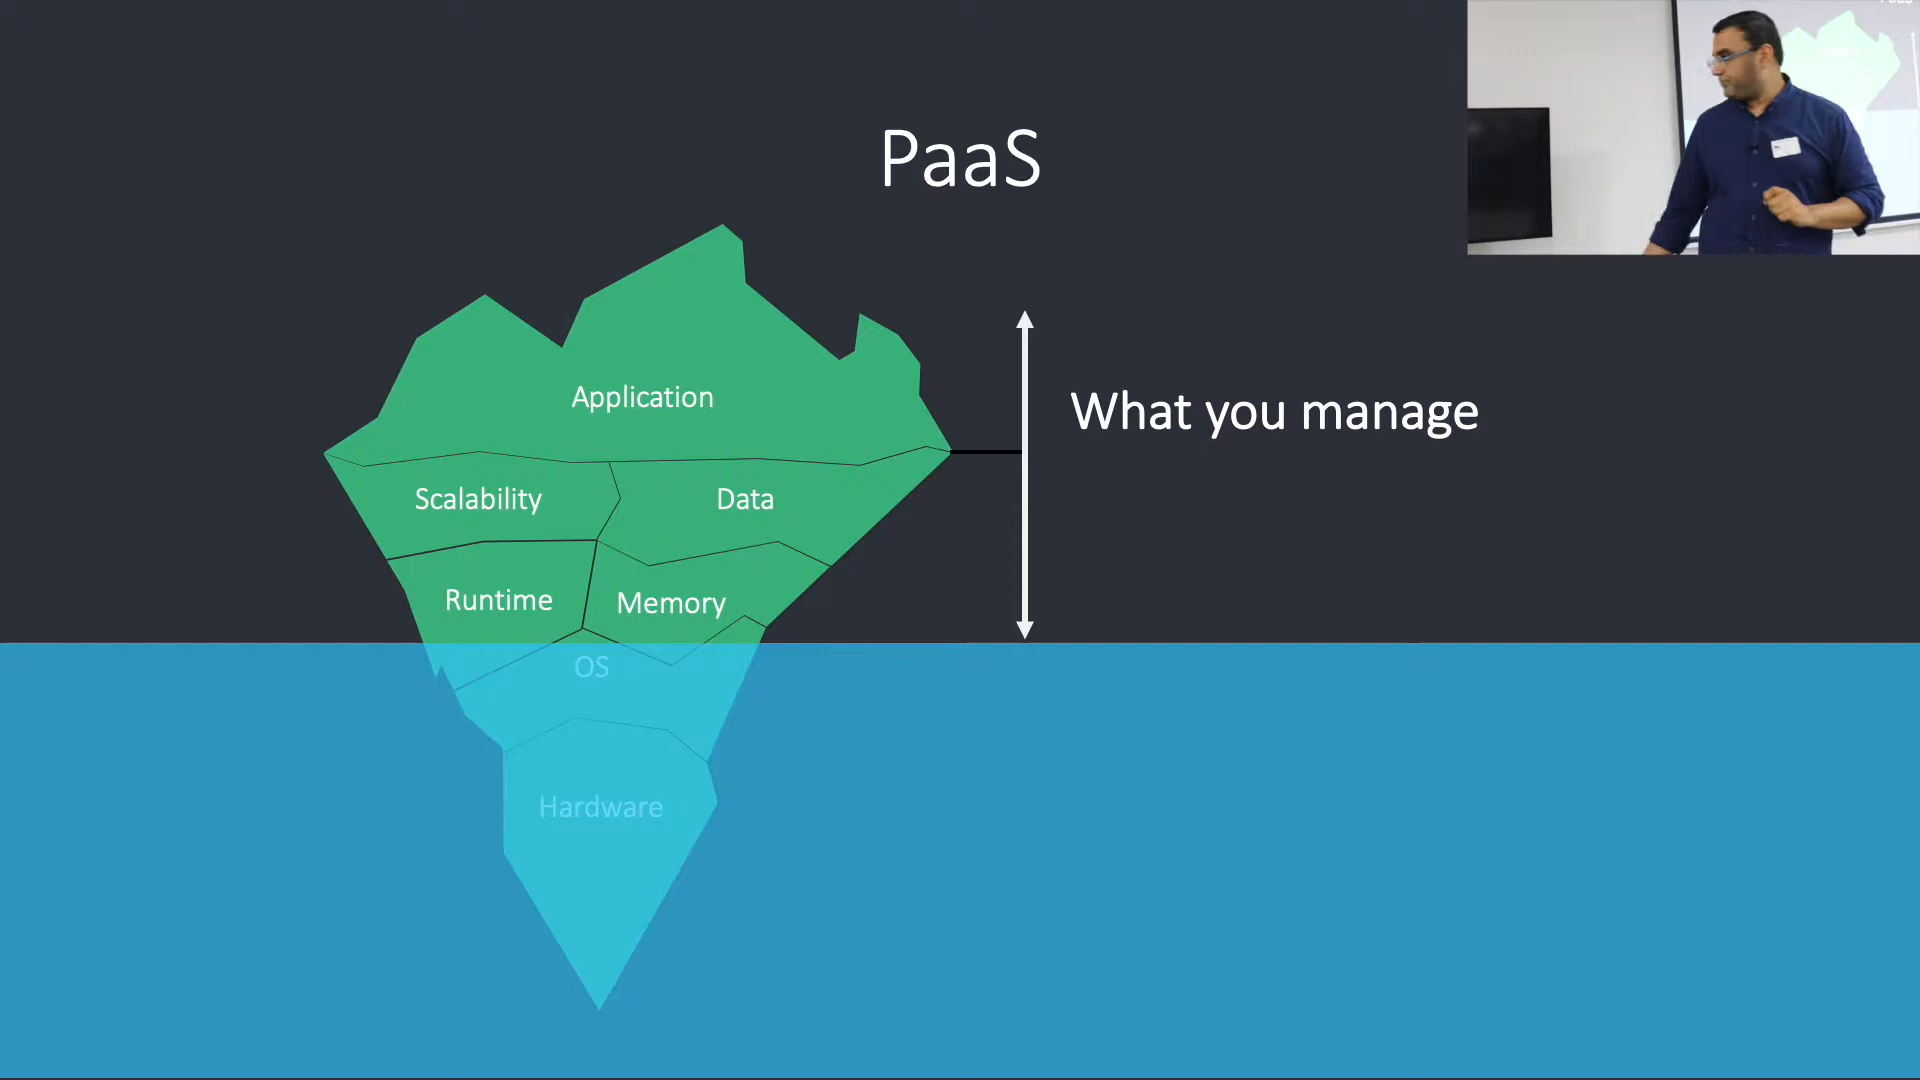 PaaS
Application
What you manage
Scalability
Data
Runtime
Memory
OS
Hardware